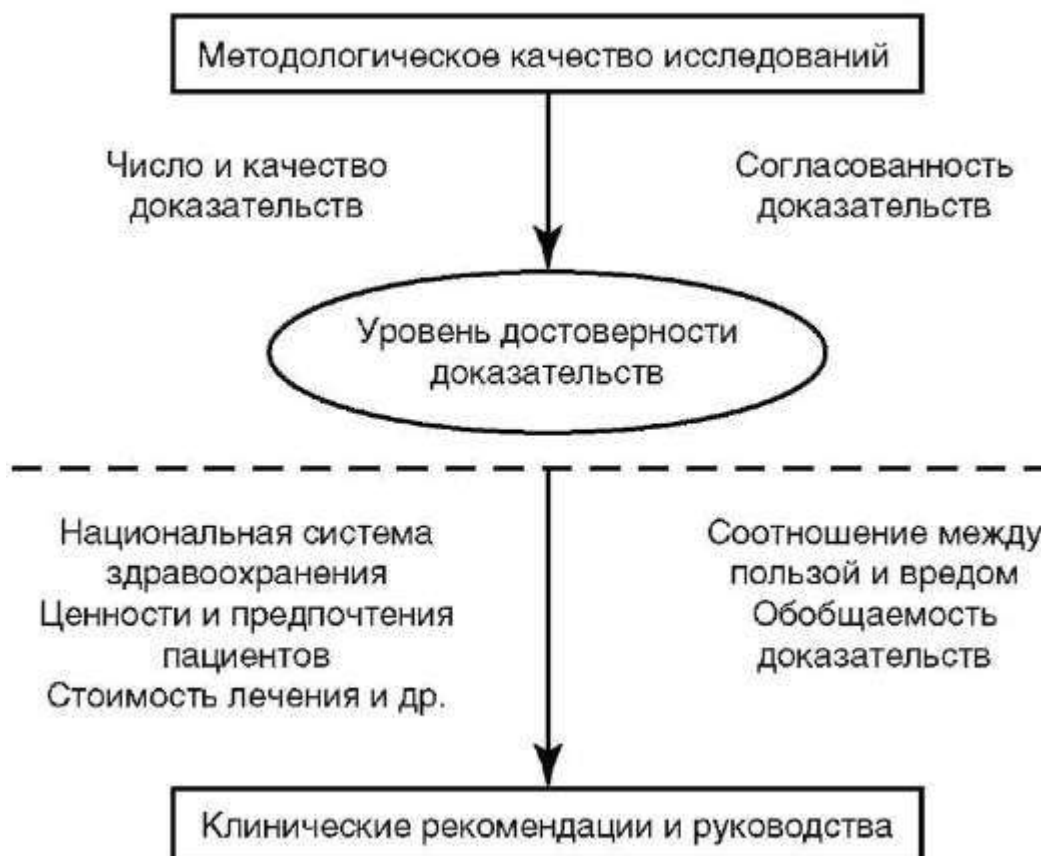 Методологическое качество исследований
Число и качество
доказательств
Согласованность
доказательств
Уровень достоверности
доказательств
Национальная система
здравоохранения
Ценности и предпочтения
пациентов
Стоимость лечения и др.
Соотношение между
пользой и вредом
Обобщаемость
доказательств
Клинические рекомендации и руководства